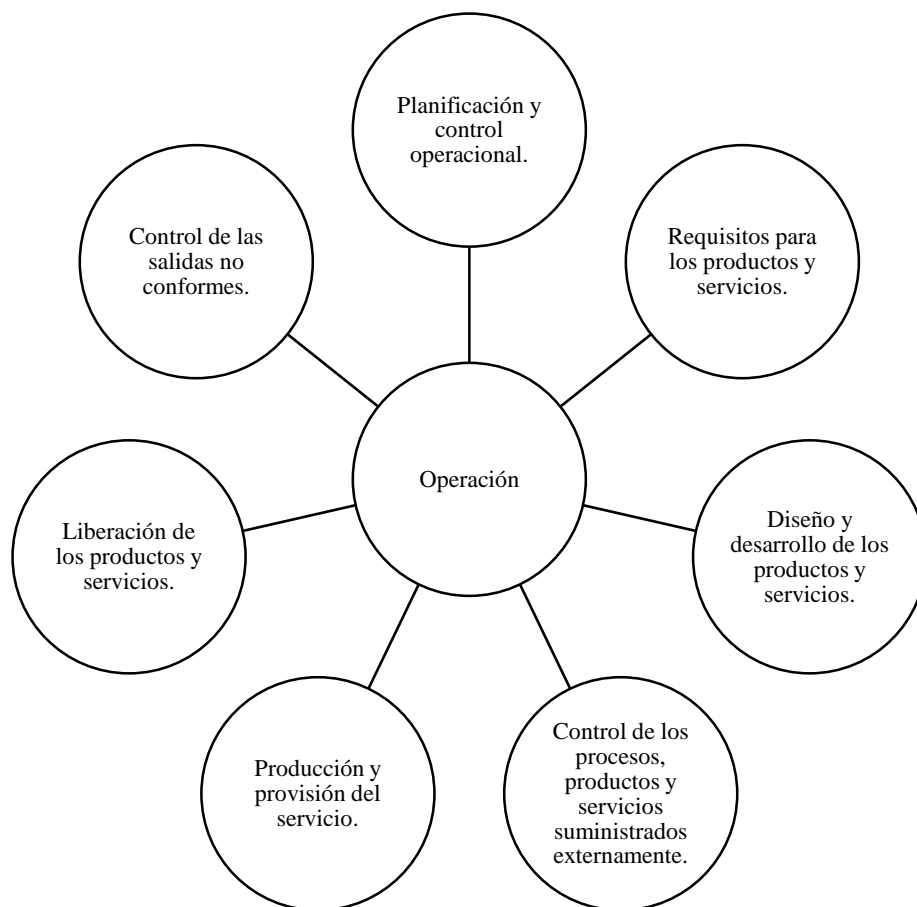 Planificación y
control
operacional.
Requisitos para
los productos y
servicios.
Diseño y
desarrollo de los
productos y
servicios.
Control de los
procesos,
productos y
servicios
suministrados
externamente.
Producción y
provisión del
servicio.
Liberación de
los productos y
servicios.
Control de las
salidas no
conformes.
Operación